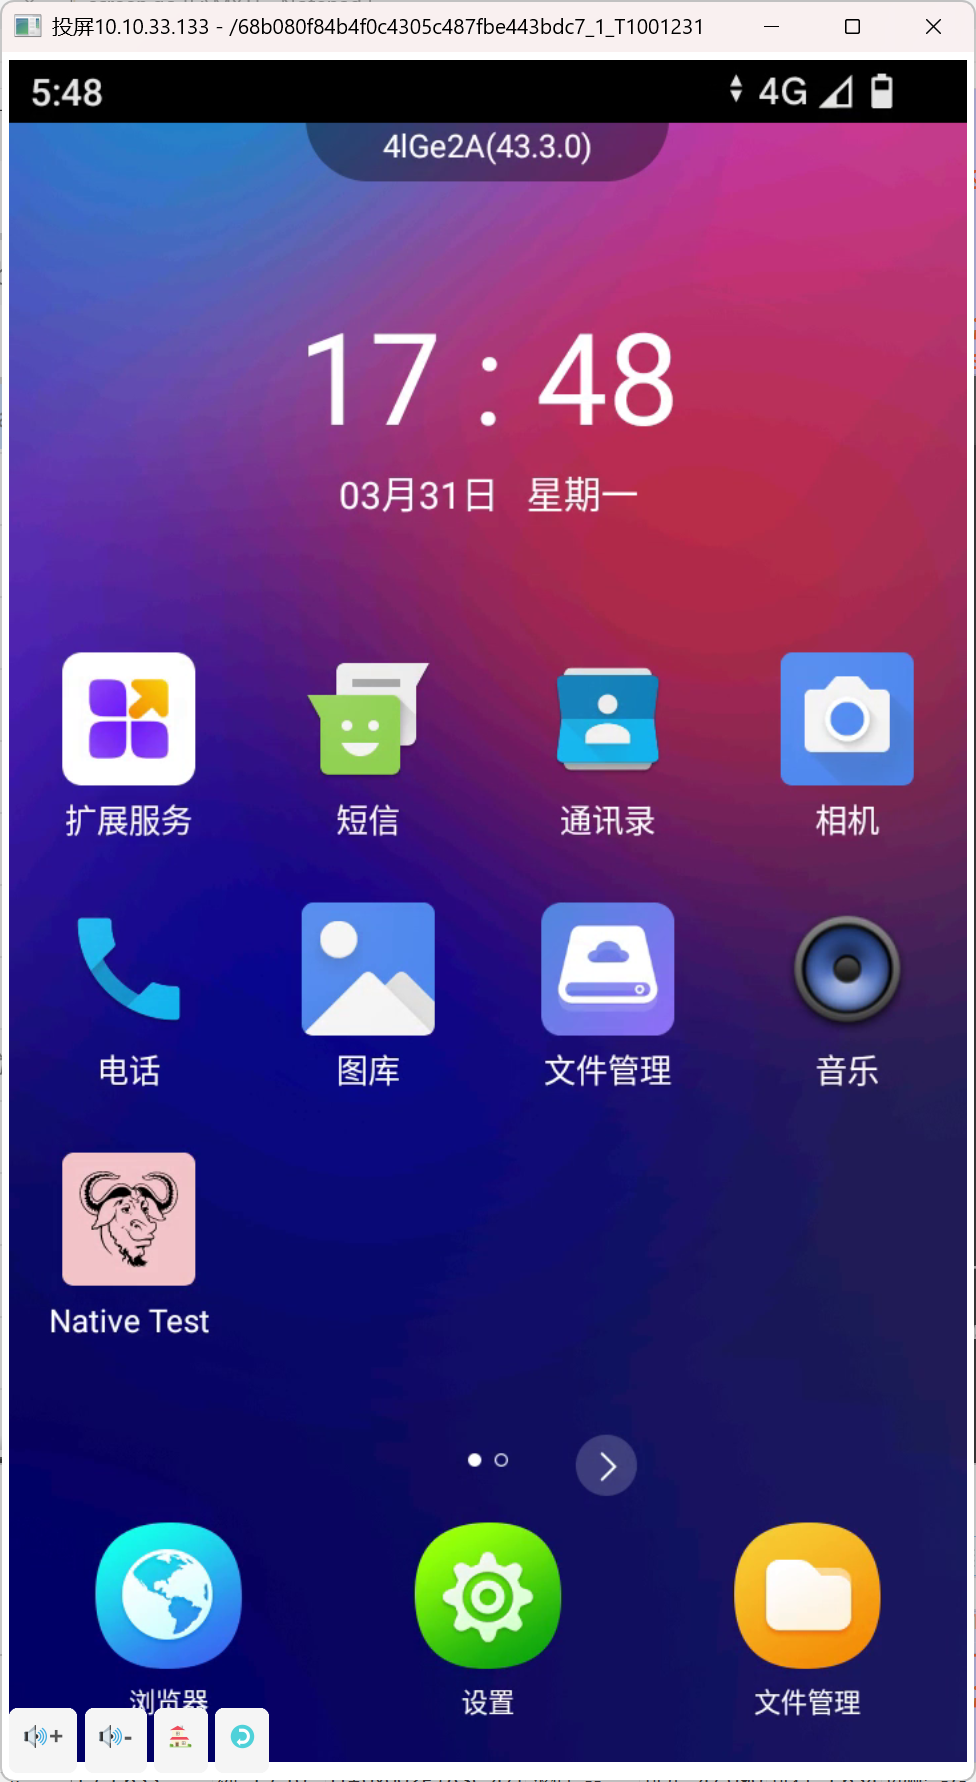 投屏10.10.33.133 - /68b080f84b4f0c4305c487fbe443bdc7_1_T1001231
5:48
4G
4lGe2A(43.3.0)
17 : 48
03月31日 星期一
扩展服务
短信
通讯录
相机
电话
图库
文件管理
音乐
Native Test
浏览器
设置
文件管理